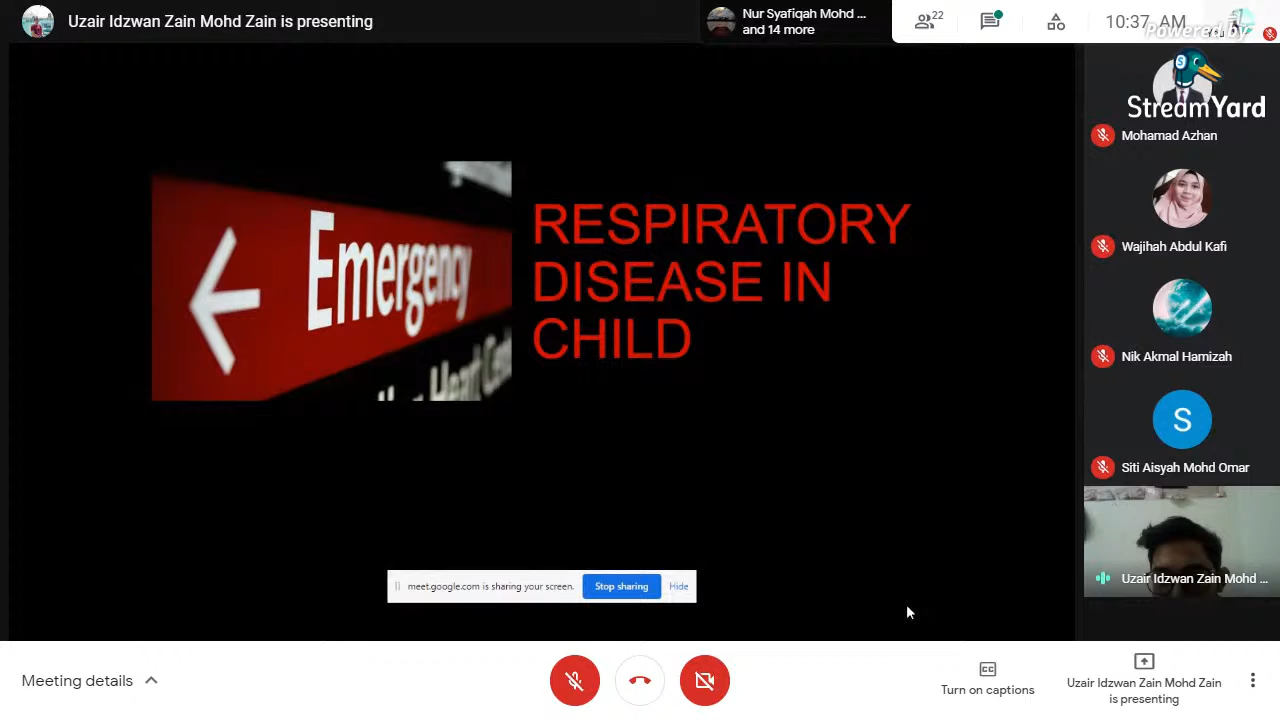 Uzair Idzwan Zain Mohd Zain is presenting
Nur Syafiqah Mohd ...
and 14 more
22
10:37 AM
Powered by
You
StreamYard
Mohamad Azhan
Emergency
Heart
RESPIRATORY
DISEASE IN
CHILD
Wajihah Abdul Kafi
Nik Akmal Hamizah
S
Siti Aisyah Mohd Omar
Uzair Idzwan Zain Mohd ...
meet.google.com is sharing your screen.
Stop sharing
Hide
Meeting details
CC
Turn on captions
Uzair Idzwan Zain Mohd Zain
is presenting